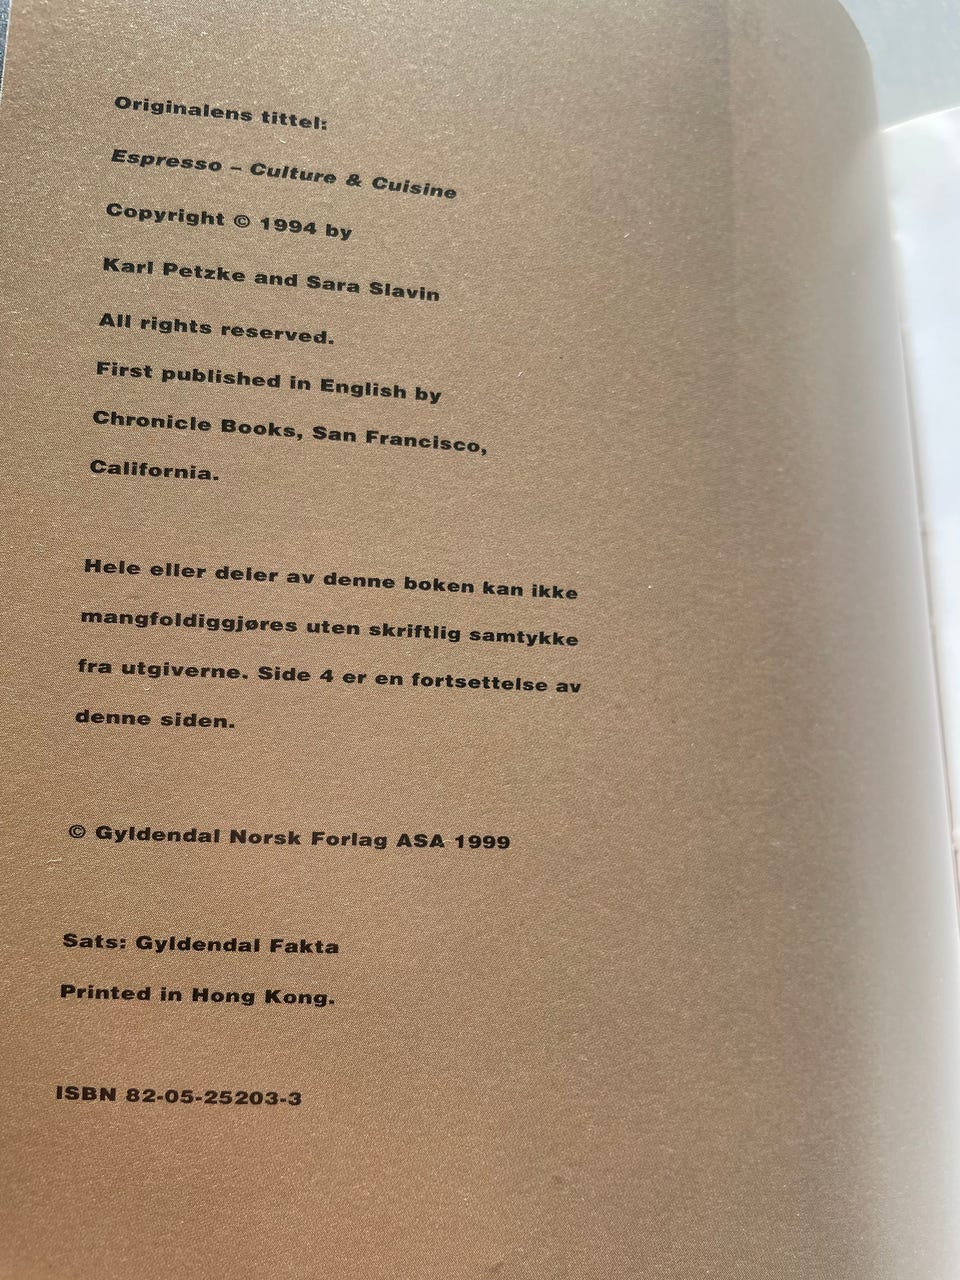 Originalens tittel:
Espresso – Culture & Cuisine
Copyright © 1994 by
Karl Petzke and Sara Slavin
All rights reserved.
First published in English by
Chronicle Books, San Francisco,
California.
Hele eller deler av denne boken kan ikke
mangfoldiggjøres uten skriftlig samtykke
fra utgiverne. Side 4 er en fortsettelse av
denne siden.
© Gyldendal Norsk Forlag ASA 1999
Sats: Gyldendal Fakta
Printed in Hong Kong.
ISBN 82-05-25203-3